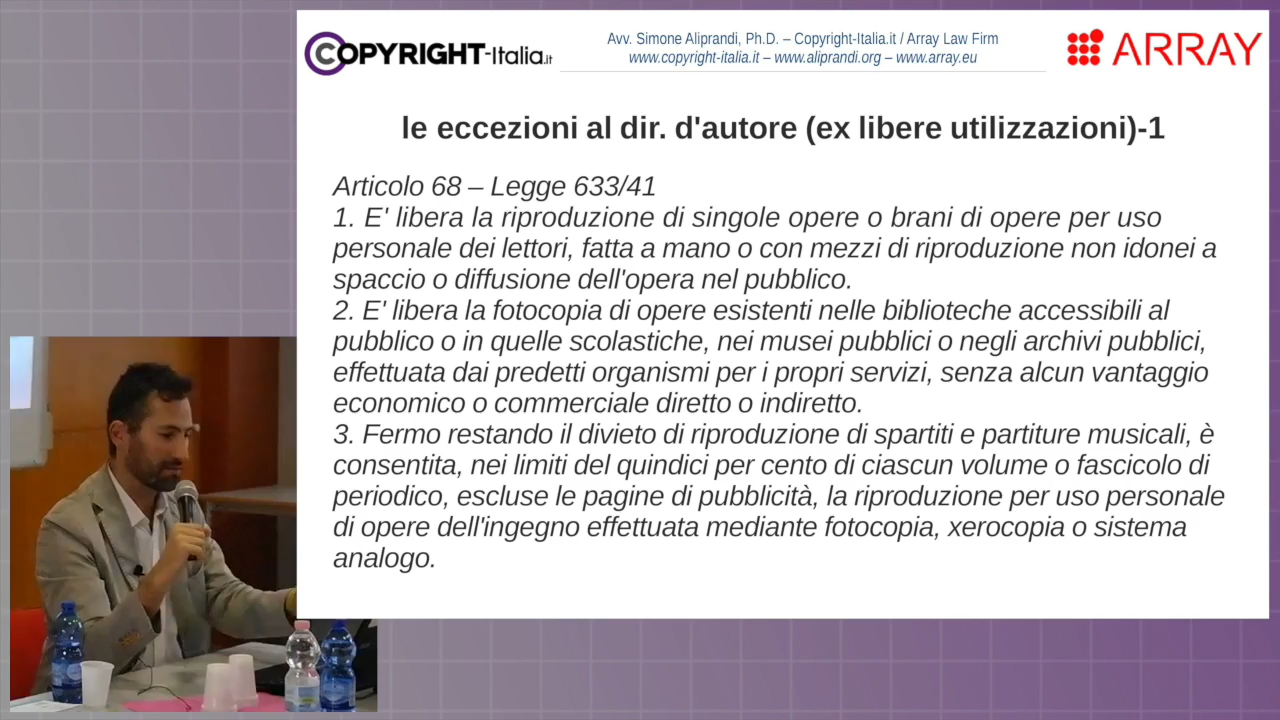 COPYRIGHT-Italia.it
Avv. Simone Aliprandi, Ph.D. – Copyright-Italia.it / Array Law Firm
www.copyright-italia.it – www.aliprandi.org – www.array.eu
ARRAY
le eccezioni al dir. d'autore (ex libere utilizzazioni)-1
Articolo 68 – Legge 633/41
1. E' libera la riproduzione di singole opere o brani di opere per uso
personale dei lettori, fatta a mano o con mezzi di riproduzione non idonei a
spaccio o diffusione dell'opera nel pubblico.
2. E' libera la fotocopia di opere esistenti nelle biblioteche accessibili al
pubblico o in quelle scolastiche, nei musei pubblici o negli archivi pubblici,
effettuata dai predetti organismi per i propri servizi, senza alcun vantaggio
economico o commerciale diretto o indiretto.
3. Fermo restando il divieto di riproduzione di spartiti e partiture musicali, è
consentita, nei limiti del quindici per cento di ciascun volume o fascicolo di
periodico, escluse le pagine di pubblicità, la riproduzione per uso personale
di opere dell'ingegno effettuata mediante fotocopia, xerocopia o sistema
analogo.